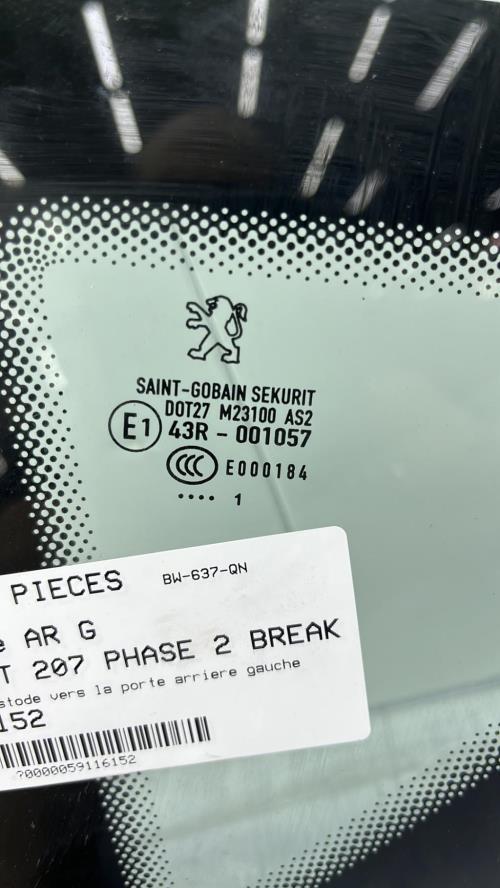 SAINT-GOBAIN SEKURIT
DOT27 M23100 AS2
E1 43R - 001057
CCC E000184
.... 1
PIECES BW-637-QN
AR G
T 207 PHASE 2 BREAK
stode vers la porte arriere gauche
152
?0000059116152